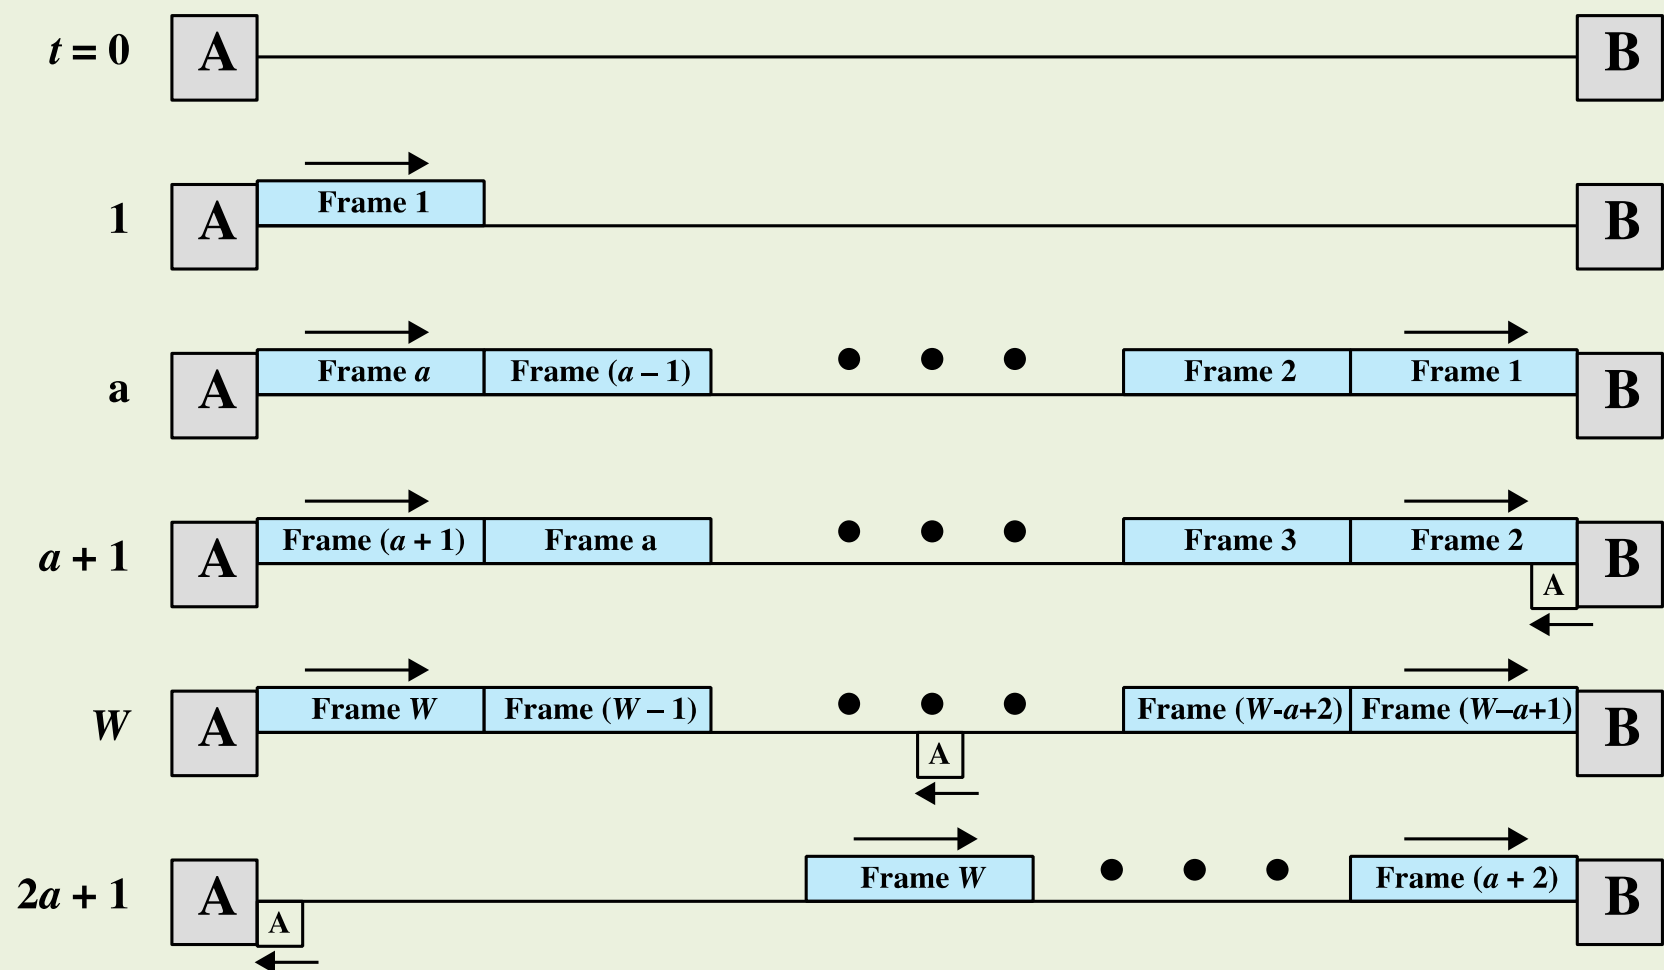 t = 0 A B
1 A Frame 1 B
a A Frame a Frame (a – 1) Frame 2 Frame 1 B
a + 1 A Frame (a + 1) Frame a Frame 3 Frame 2 B
A
W A Frame W Frame (W – 1) Frame (W-a+2) Frame (W–a+1) B
A
2a + 1 A Frame W Frame (a + 2) B
A